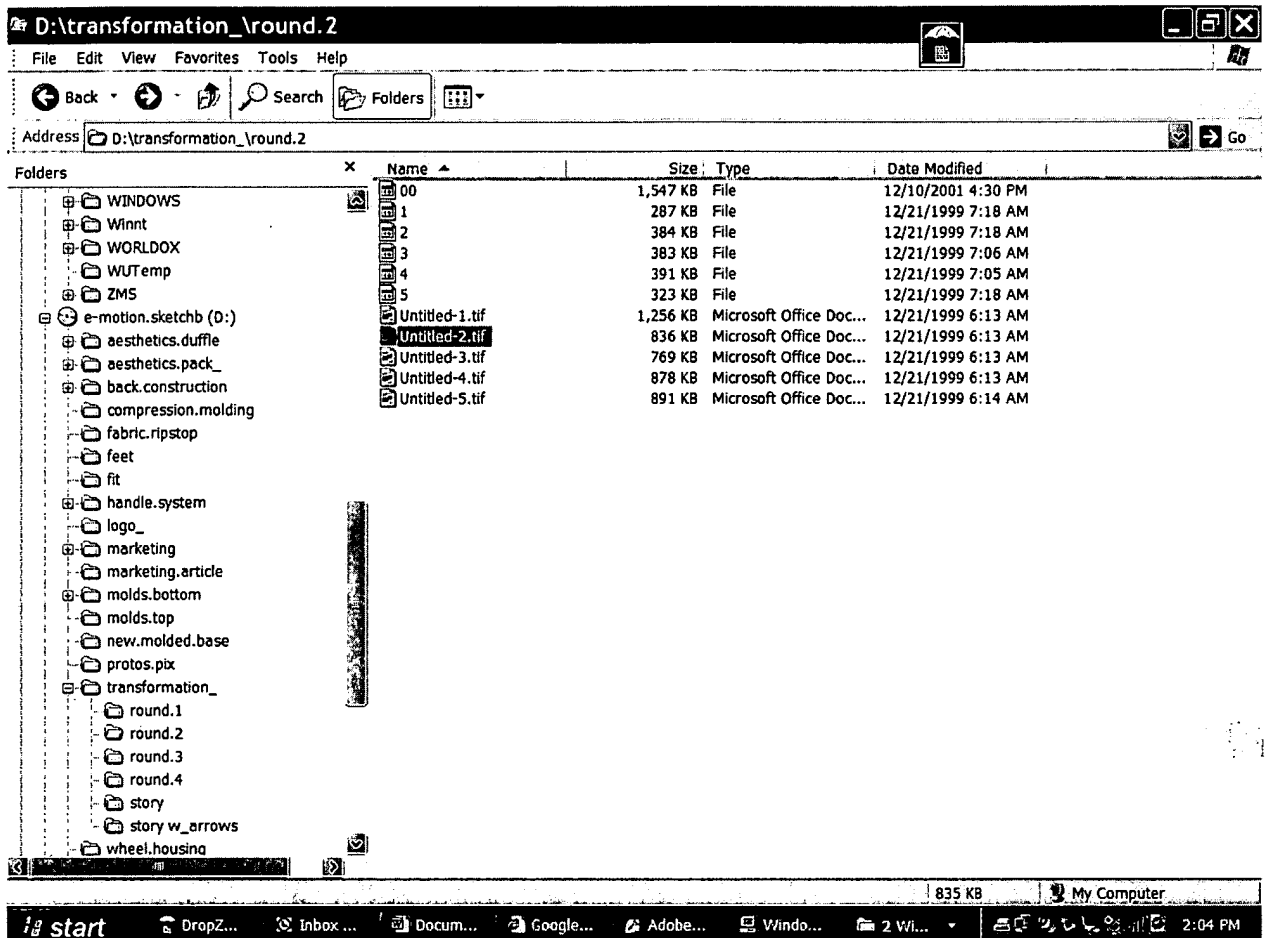 D:\transformation_\round.2
File Edit View Favorites Tools Help
Back Search Folders
Address D:\transformation_\round.2 Go
Folders
WINDOWS
Winnt
WORLDOX
WUTemp
ZMS
e-motion.sketchb (D:)
aesthetics.duffle
aesthetics.pack_
back.construction
compression.molding
fabric.ripstop
feet
fit
handle.system
logo_
marketing
marketing.article
molds.bottom
molds.top
new.molded.base
protos.pix
transformation_
round.1
round.2
round.3
round.4
story
story w_arrows
wheel.housing
Name Size Type Date Modified
00 1,547 KB File 12/10/2001 4:30 PM
1 287 KB File 12/21/1999 7:18 AM
2 384 KB File 12/21/1999 7:18 AM
3 383 KB File 12/21/1999 7:06 AM
4 391 KB File 12/21/1999 7:05 AM
5 323 KB File 12/21/1999 7:18 AM
Untitled-1.tif 1,256 KB Microsoft Office Doc... 12/21/1999 6:13 AM
Untitled-2.tif 836 KB Microsoft Office Doc... 12/21/1999 6:13 AM
Untitled-3.tif 769 KB Microsoft Office Doc... 12/21/1999 6:13 AM
Untitled-4.tif 878 KB Microsoft Office Doc... 12/21/1999 6:13 AM
Untitled-5.tif 891 KB Microsoft Office Doc... 12/21/1999 6:14 AM
835 KB My Computer
start DropZ... Inbox ... Docum... Google... Adobe... Windo... 2 Wi... 2:04 PM